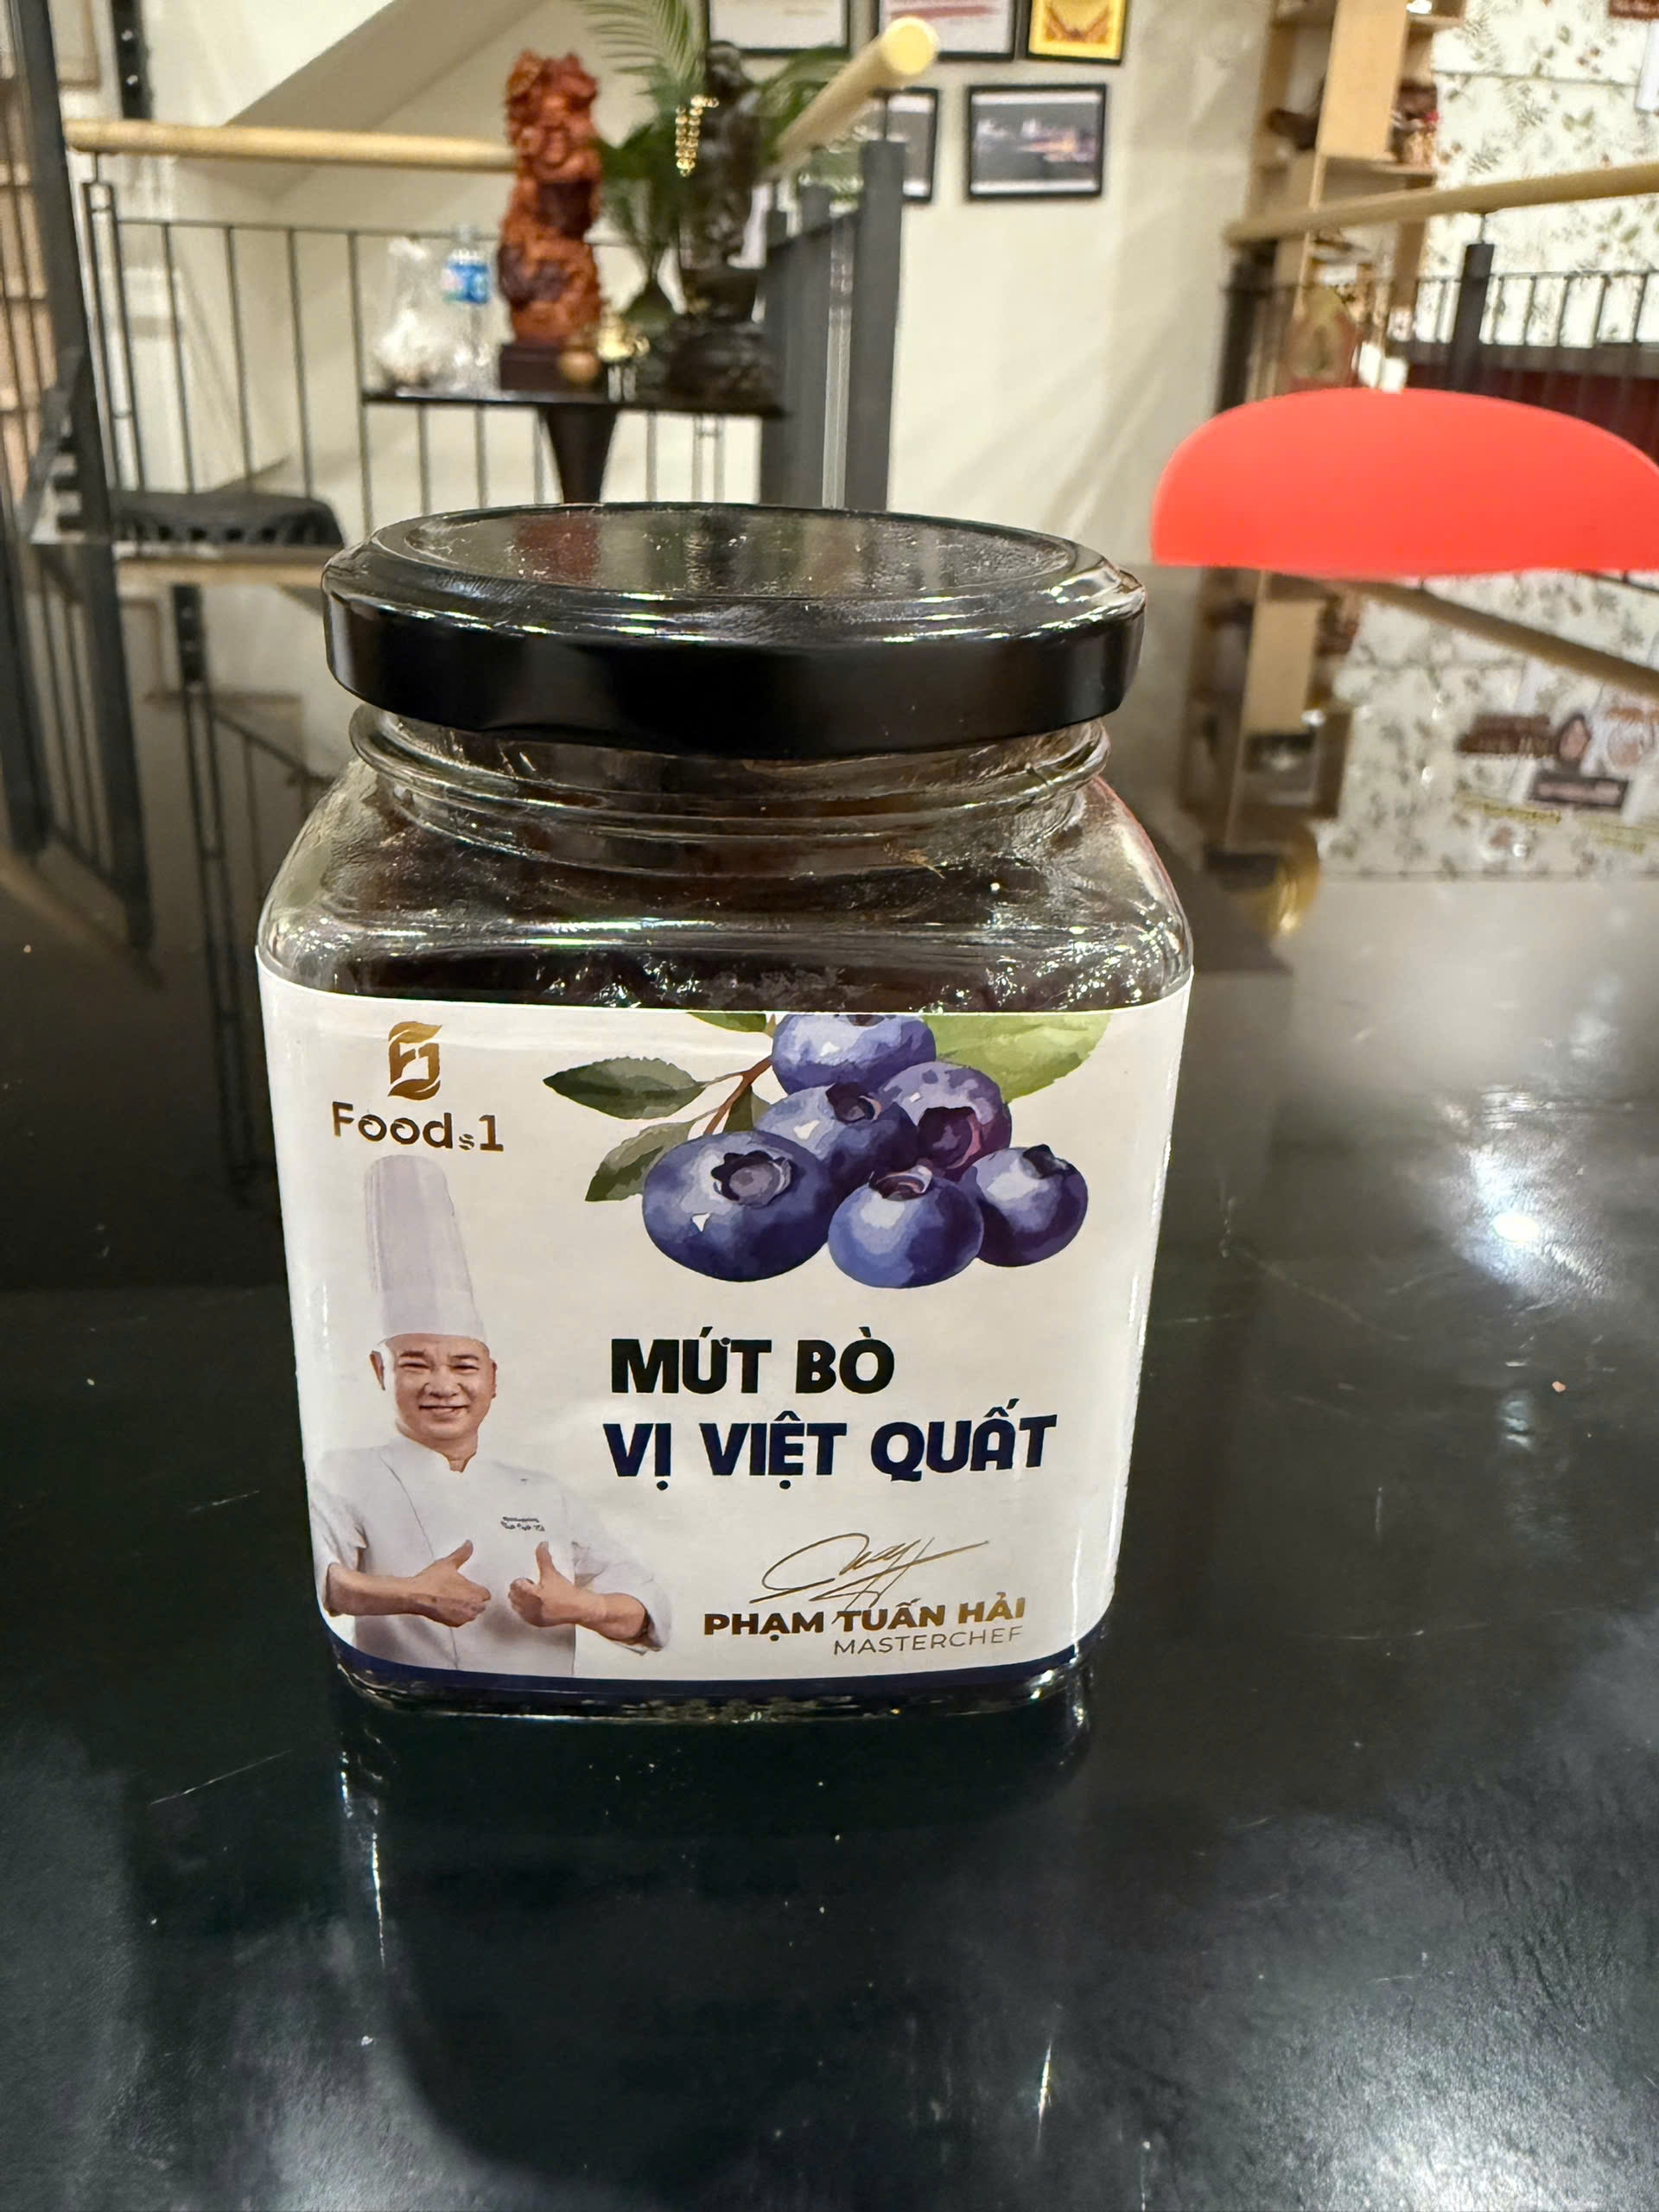 Foods1
MỨT BÒ
VỊ VIỆT QUẤT
PHẠM TUẤN HẢI
MASTERCHEF